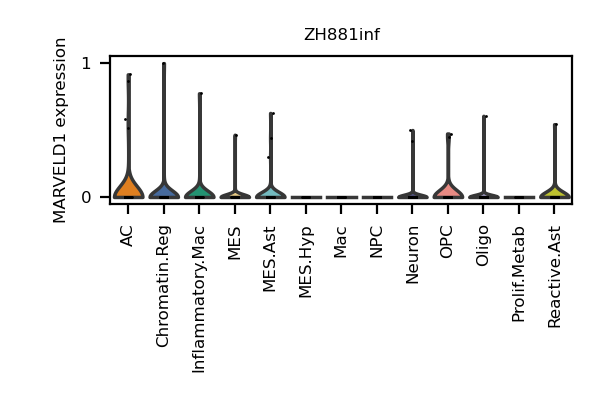 ZH881inf
MARVELD1 expression
1
0
AC
Chromatin.Reg
Inflammatory.Mac
MES
MES.Ast
MES.Hyp
Mac
NPC
Neuron
OPC
Oligo
Prolif.Metab
Reactive.Ast